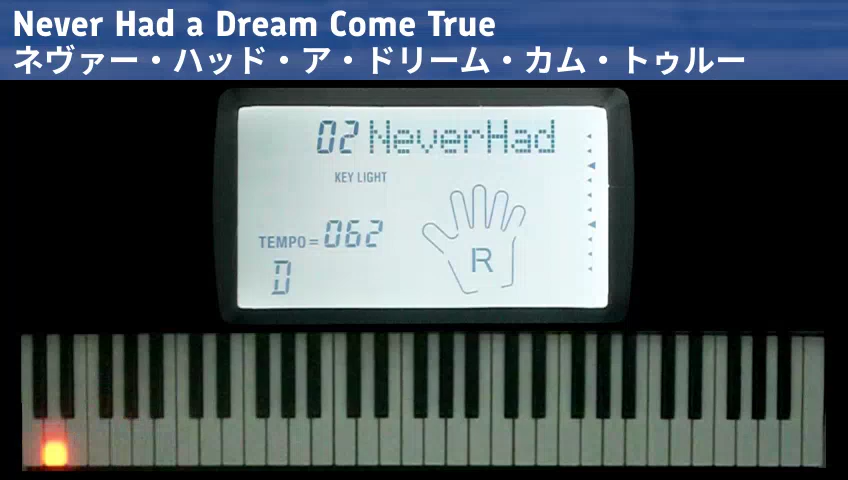 Never Had a Dream Come True
ネヴァー・ハッド・ア・ドリーム・カム・トゥルー
02 NeverHad
KEY LIGHT
TEMPO=062
R
D